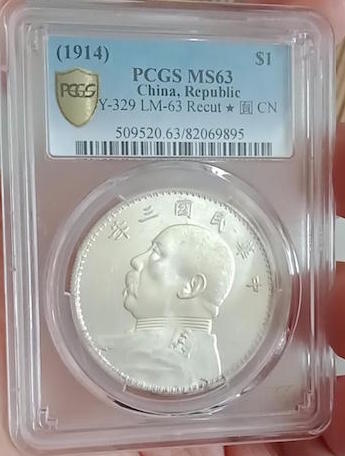 (1914) $1
PCGS MS63
China, Republic
Y-329 LM-63 Recut ★ 圓 CN
509520.63/82069895
PCGS
年三國民華中